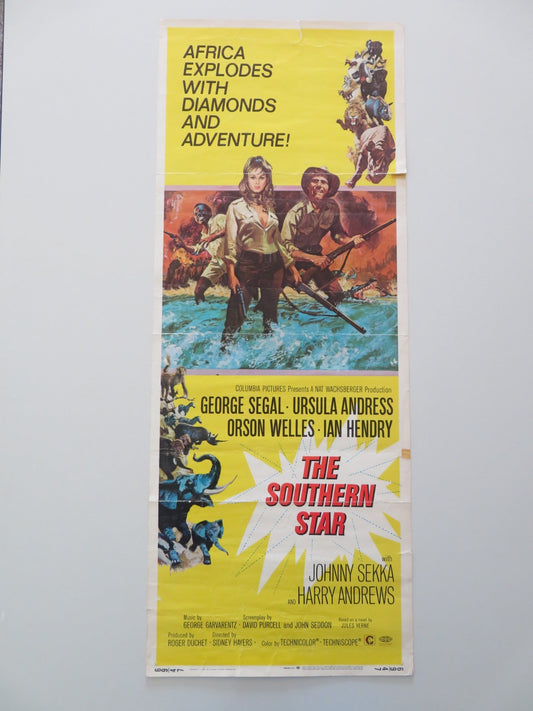 AFRICA
EXPLODES
WITH
DIAMONDS
AND
ADVENTURE!
COLUMBIA PICTURES Presents A NAT WACHSBERGER Production
GEORGE SEGAL · URSULA ANDRESS
ORSON WELLES · IAN HENDRY
THE
SOUTHERN
STAR
with
JOHNNY SEKKA
AND HARRY ANDREWS
Music by GEORGE GARVARENTZ · Screenplay by DAVID PURCELL and JOHN SEDDON · Based on a novel by JULES VERNE
Produced by ROGER DUCHET · Directed by SIDNEY HAYERS · Color by TECHNICOLOR® · TECHNISCOPE®